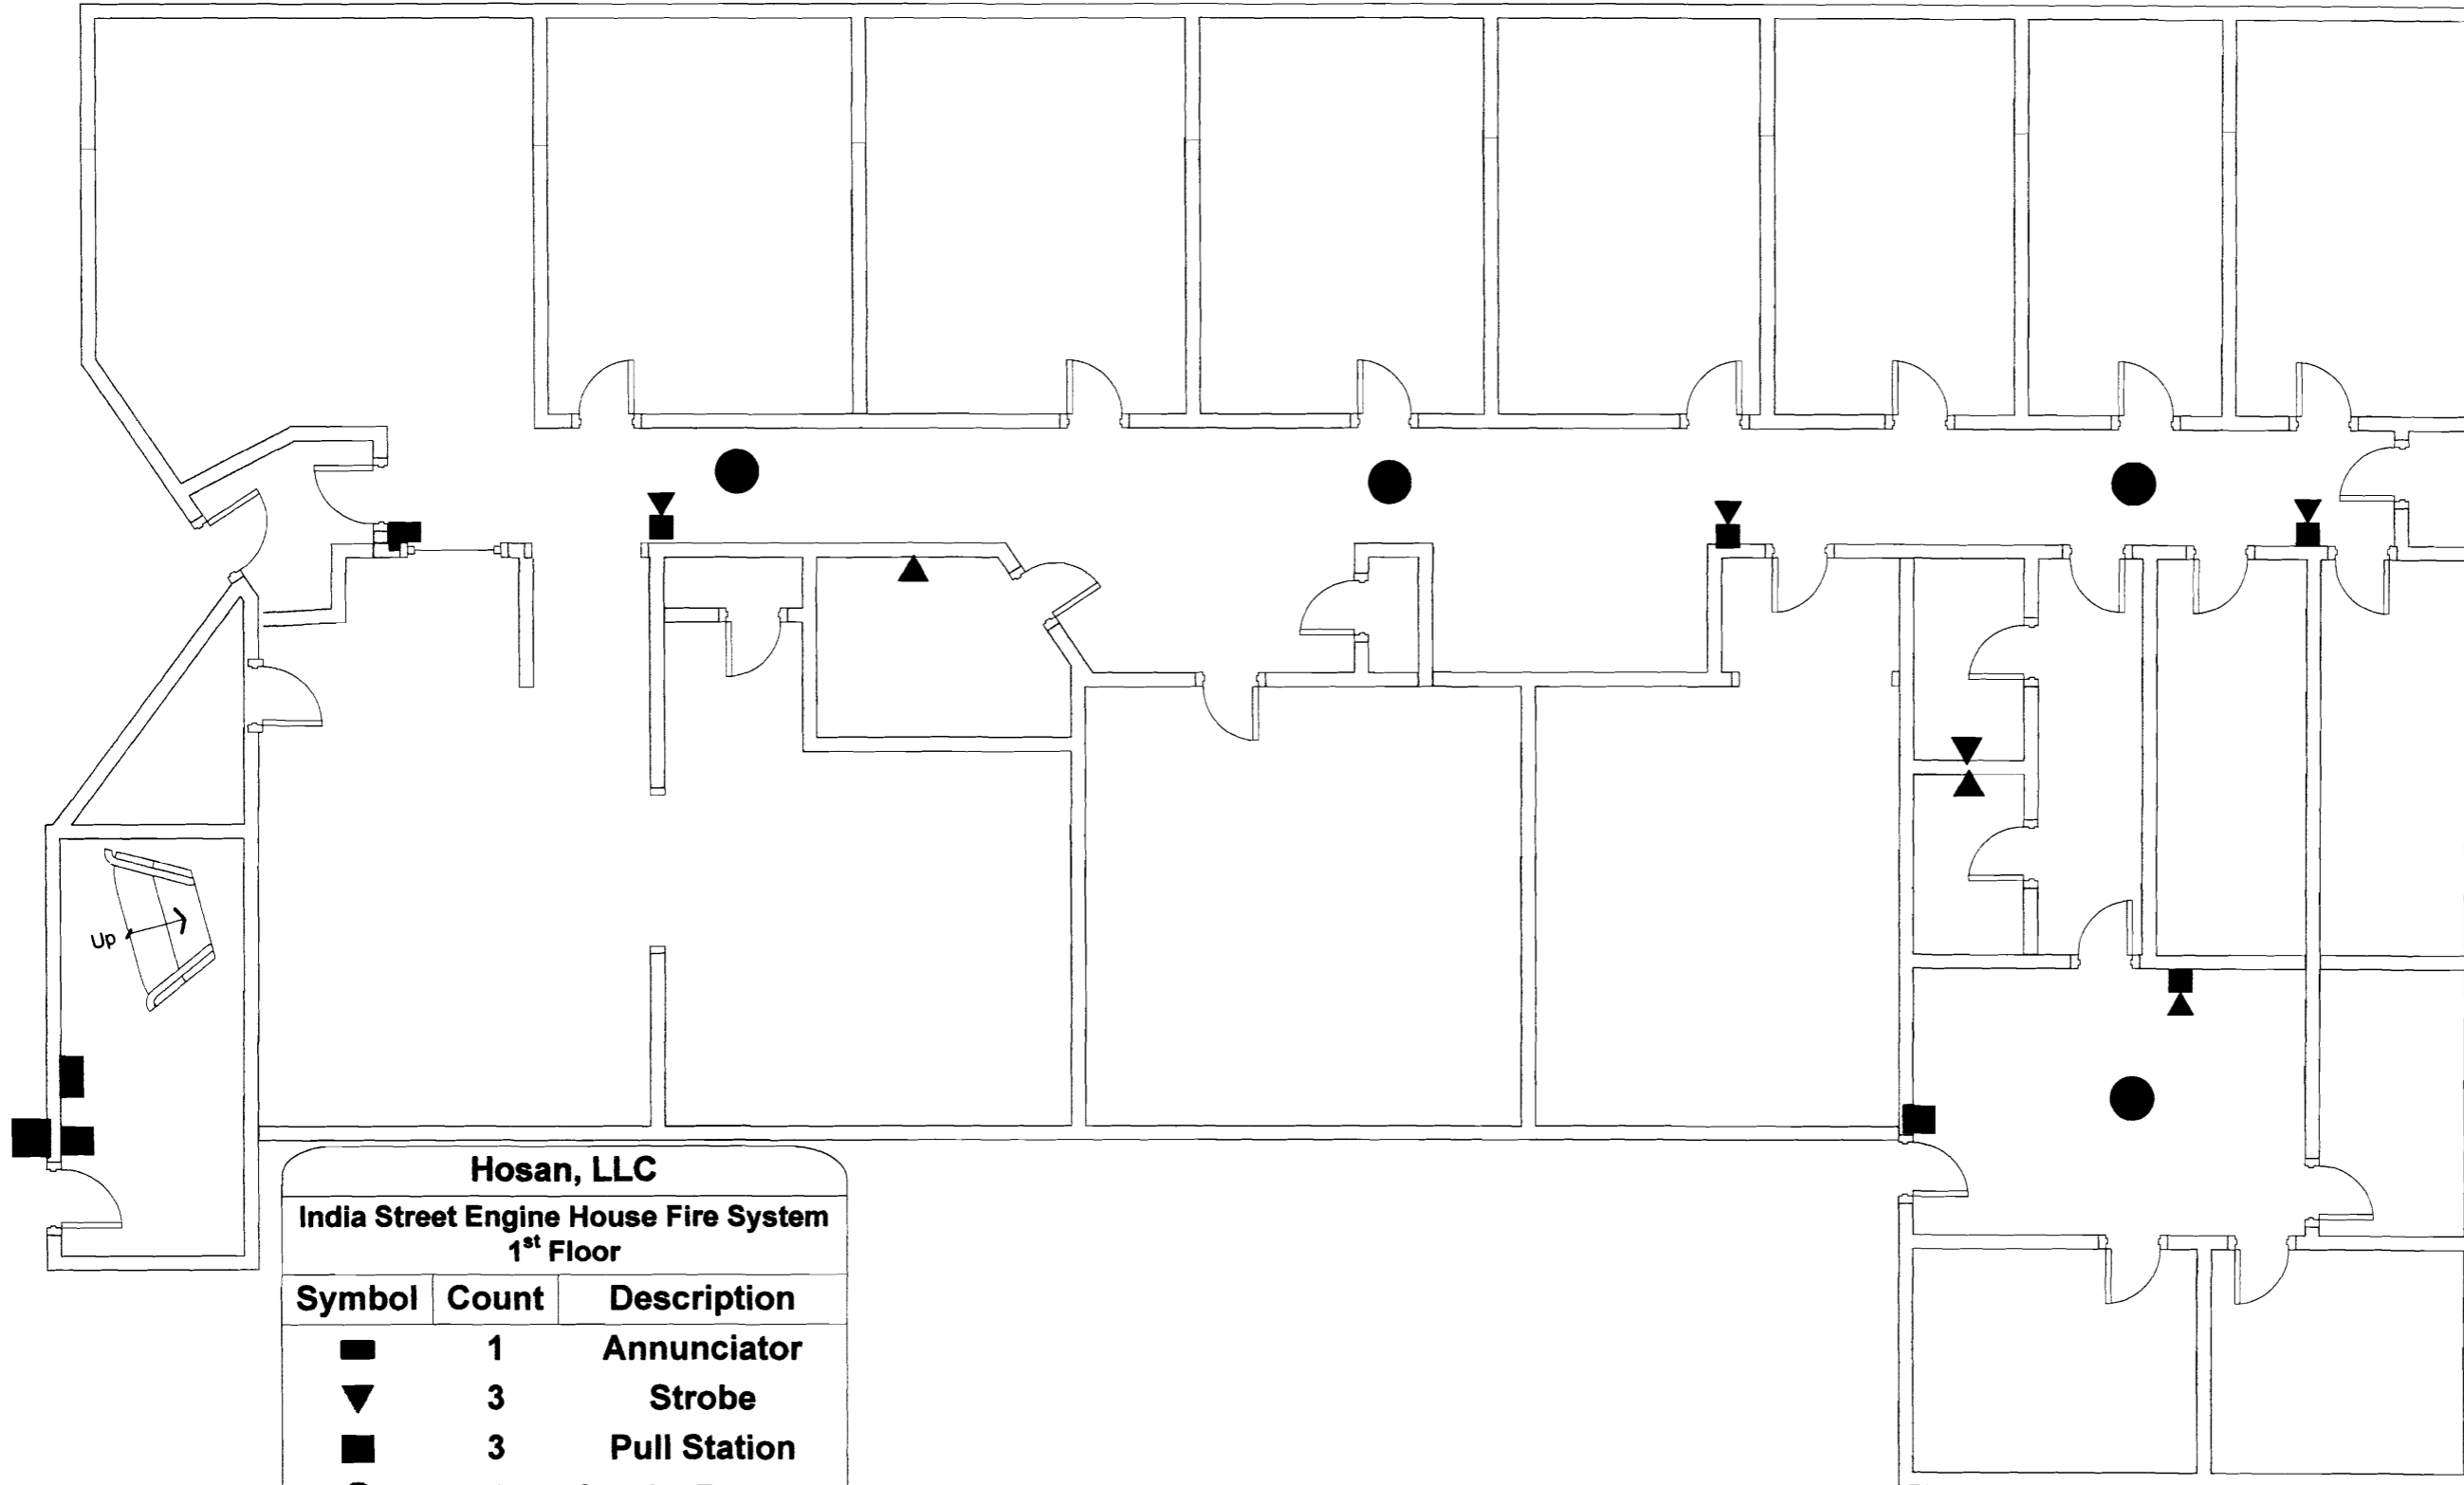 Up
Hosan, LLC
India Street Engine House Fire System
1st Floor
Symbol Count Description
1 Annunciator
3 Strobe
3 Pull Station